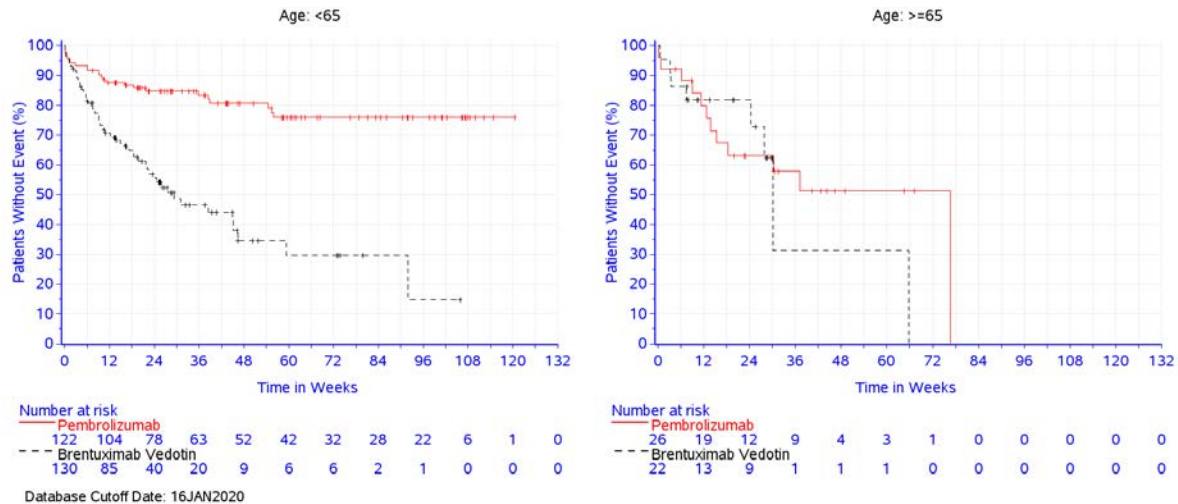 Age: <65
Patients Without Event (%)
100
90
80
70
60
50
40
30
20
10
0
0 12 24 36 48 60 72 84 96 108 120 132
Time in Weeks
Number at risk
Pembrolizumab
122 104 78 63 52 42 32 28 22 6 1 0
Brentuximab Vedotin
130 85 40 20 9 6 6 2 1 0 0 0
Age: >=65
Patients Without Event (%)
100
90
80
70
60
50
40
30
20
10
0
0 12 24 36 48 60 72 84 96 108 120 132
Time in Weeks
Number at risk
Pembrolizumab
26 19 12 9 4 3 1 0 0 0 0 0
Brentuximab Vedotin
22 13 9 1 1 1 0 0 0 0 0 0
Database Cutoff Date: 16JAN2020